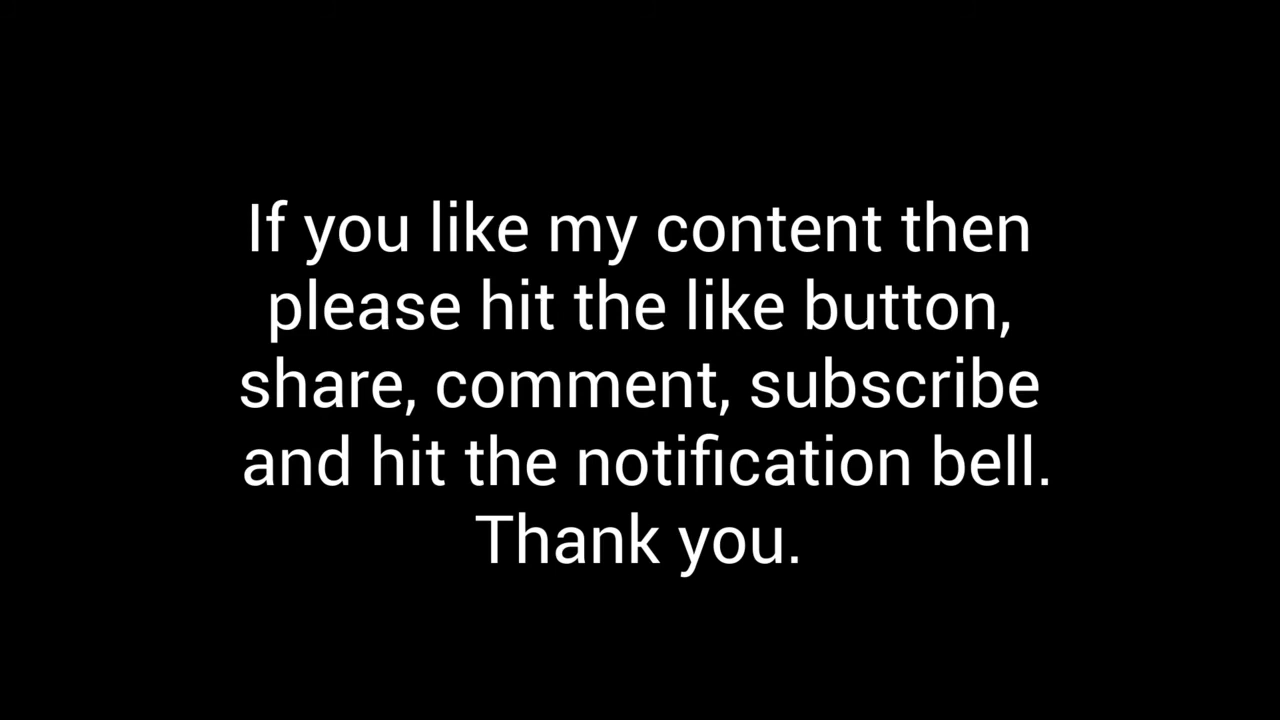 If you like my content then
please hit the like button,
share, comment, subscribe
and hit the notification bell.
Thank you.